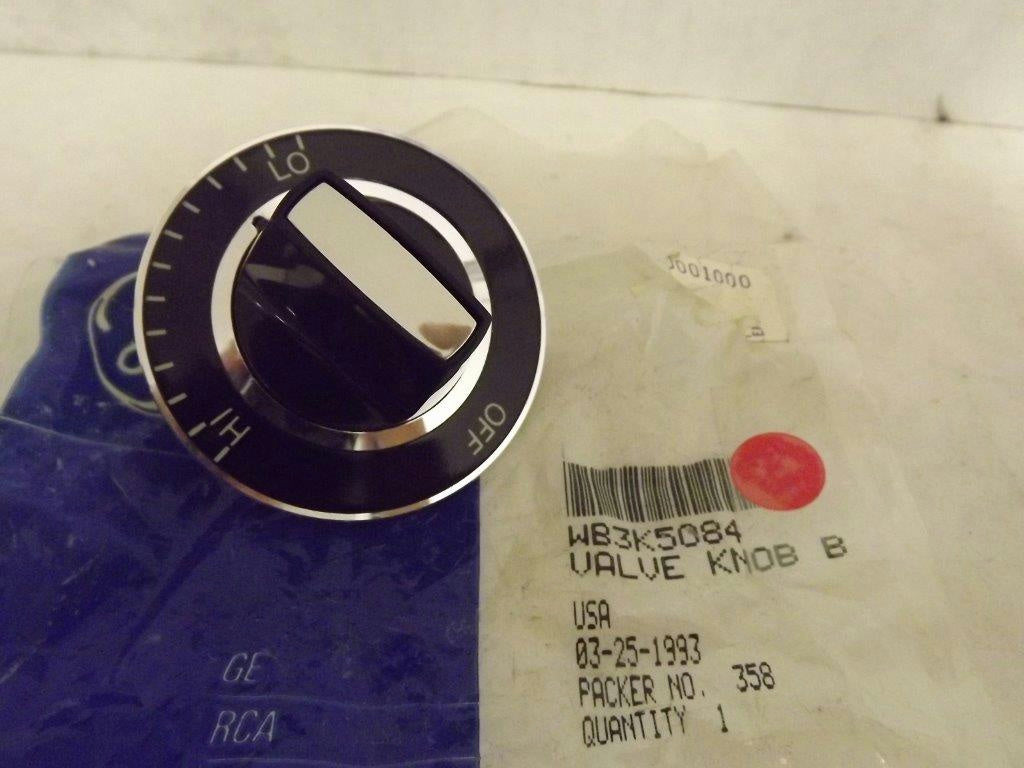 LO
HI
OFF
J001000
WB3K5084
VALVE KNOB B
USA
03-25-1993
PACKER NO. 358
QUANTITY 1
GE
RCA